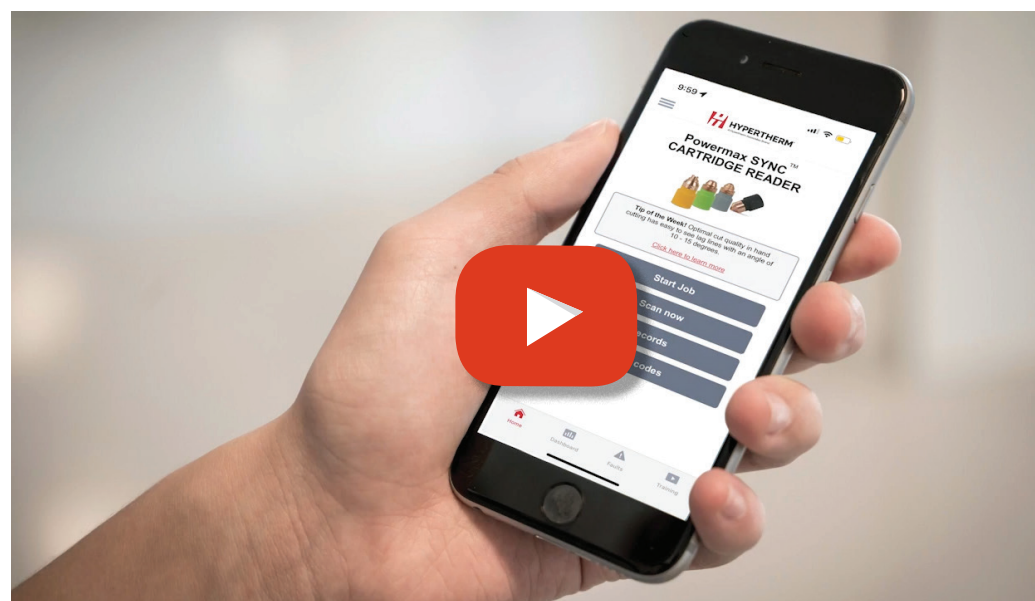 9:59
HYPERTHERM
Powermax SYNC™
CARTRIDGE READER
Tip of the Week! Optimal cut quality in hand
cutting has easy to see lag lines with an angle of
10 - 15 degrees.
Click here to learn more
Start Job
Scan now
ecords
codes
Home
Dashboard
Faults
Training